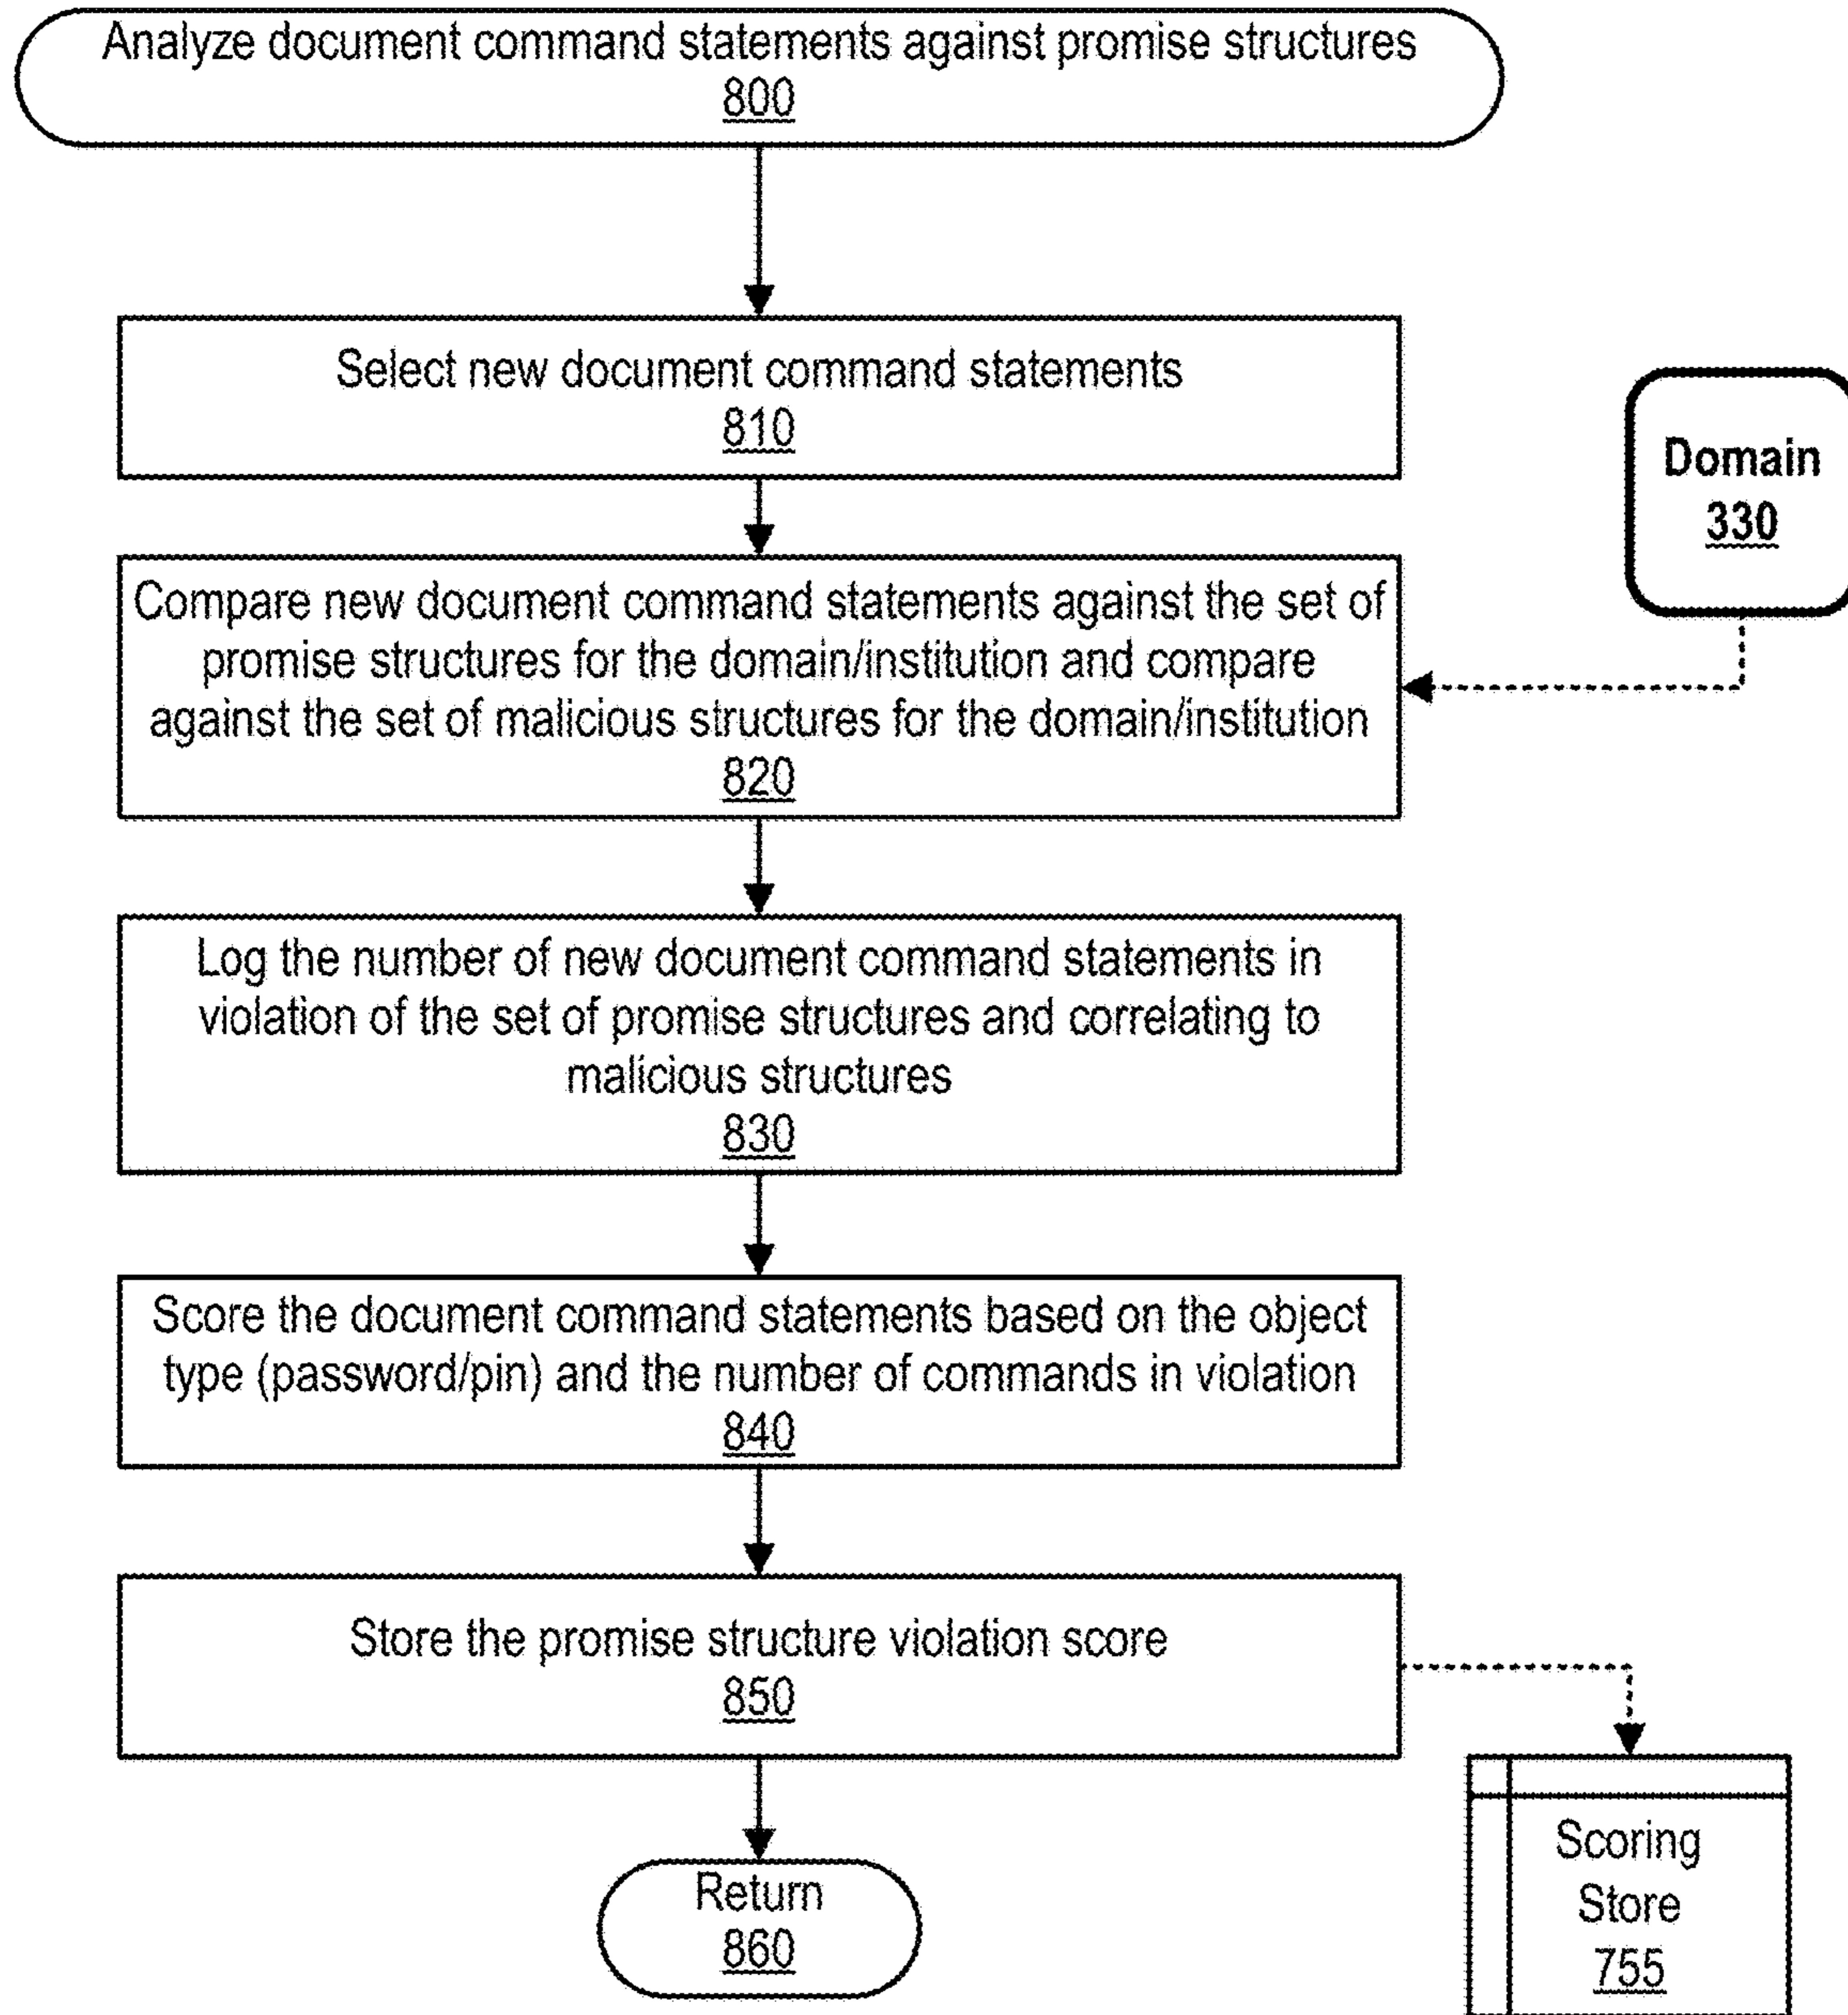 Analyze document command statements against promise structures
800
Select new document command statements
810
Domain
330
Compare new document command statements against the set of
promise structures for the domain/institution and compare
against the set of malicious structures for the domain/institution
820
Log the number of new document command statements in
violation of the set of promise structures and correlating to
malicious structures
830
Score the document command statements based on the object
type (password/pin) and the number of commands in violation
840
Store the promise structure violation score
850
Return
860
Scoring
Store
755